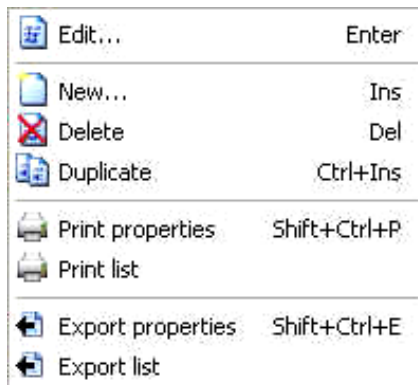 Edit... Enter
New... Ins
Delete Del
Duplicate Ctrl+Ins
Print properties Shift+Ctrl+P
Print list
Export properties Shift+Ctrl+E
Export list